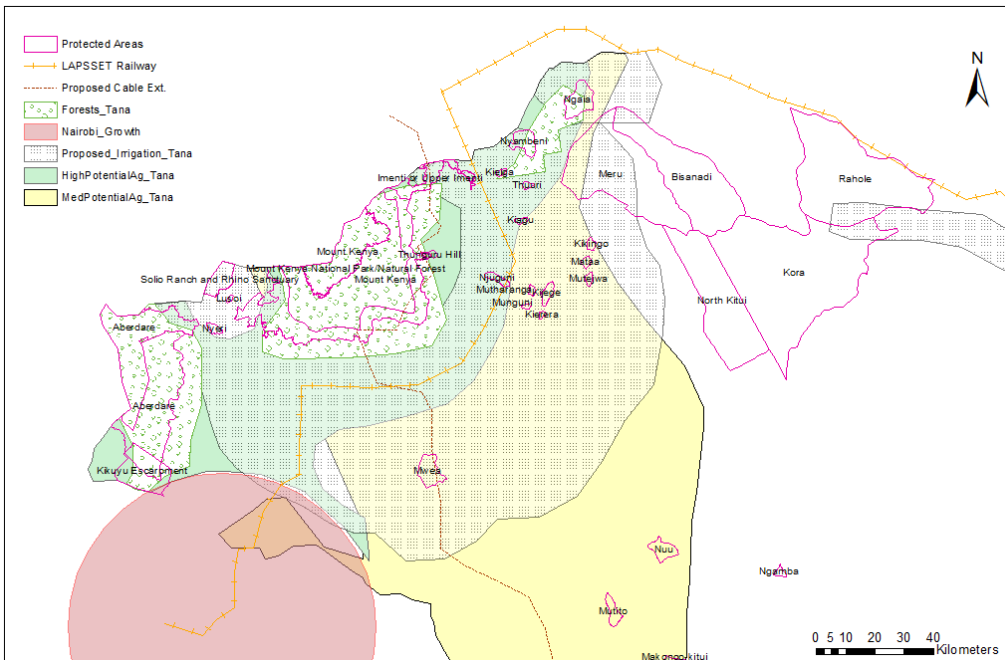 Protected Areas
LAPSSET Railway
Proposed Cable Ext.
Forests_Tana
Nairobi_Growth
Proposed_Irrigation_Tana
HighPotentialAg_Tana
MedPotentialAg_Tana
N
Ngaia
Nyambeni
Imenti or Upper Imenti
Kieiga
Thuari
Meru
Bisanadi
Rahole
Kiagu
Mount Kenya
Thunguru Hill
Kikingo
Mataa
Mount Kenya National Park/Natural Forest
Solio Ranch and Rhino Sanctuary
Mount Kenya
Njuguni
Mutejwa
Kora
Mutharanga
Kijege
Lusoi
Munguni
North Kitui
Kierera
Aberdare
Nyeri
Aberdare
Kikuyu Escarpment
Mwea
Nuu
Ngamba
Mutito
0 5 10 20 30 40
Kilometers